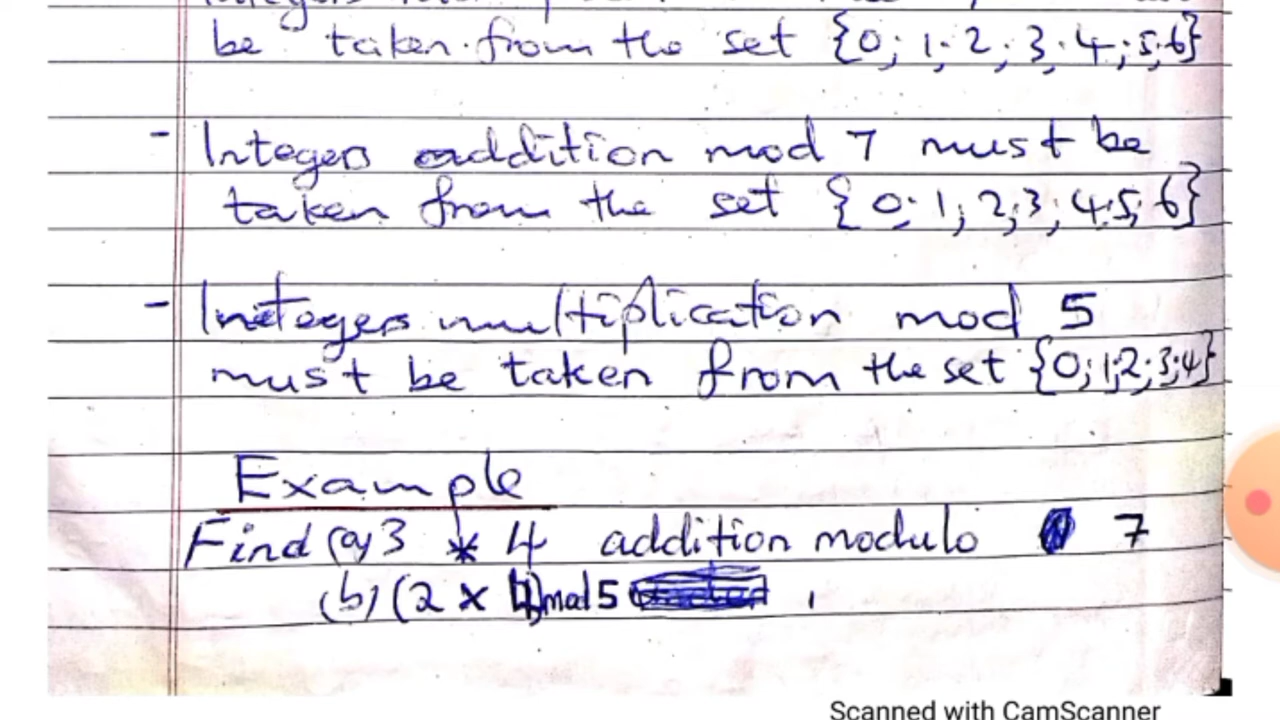 be taken from the set {0; 1; 2; 3; 4; 5; 6}
- Integers addition mod 7 must be
taken from the set {0; 1; 2; 3; 4; 5; 6}
- Integers multiplication mod 5
must be taken from the set {0; 1; 2; 3; 4}
Example
Find (a) 3 * 4 addition modulo 7
(b) (2 x 4) mod 5
Scanned with CamScanner